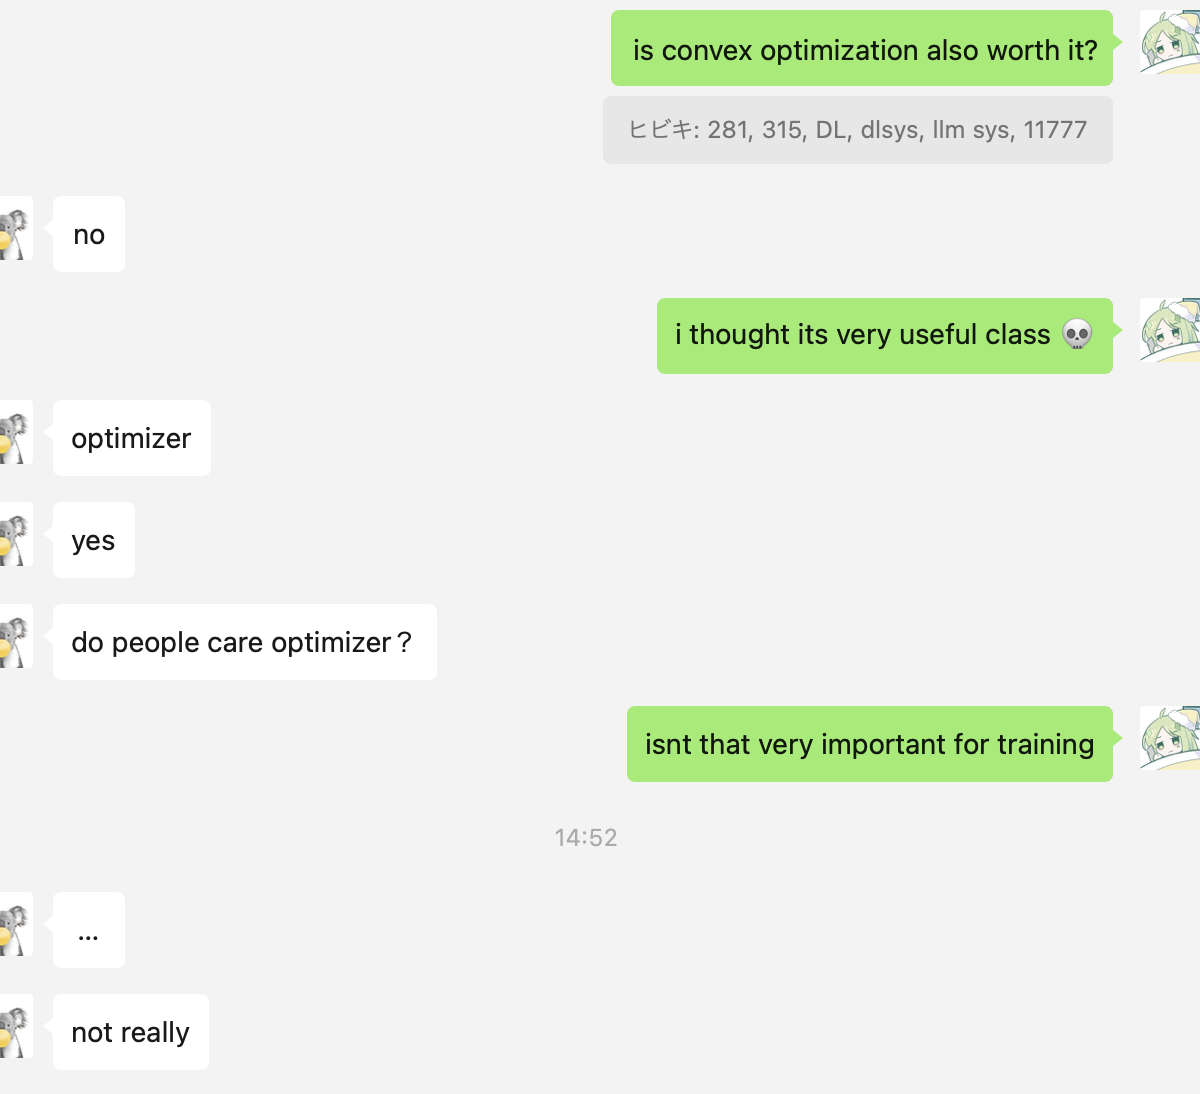 is convex optimization also worth it?
ヒビキ: 281, 315, DL, dlsys, llm sys, 11777
no
i thought its very useful class 💀
optimizer
yes
do people care optimizer？
isnt that very important for training
14:52
...
not really